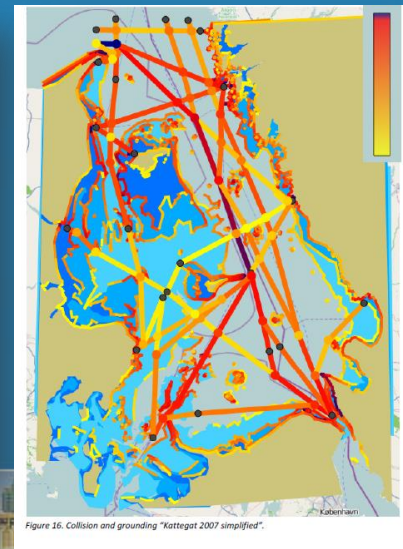 København
Figure 16. Collision and grounding "Kattegat 2007 simplified".